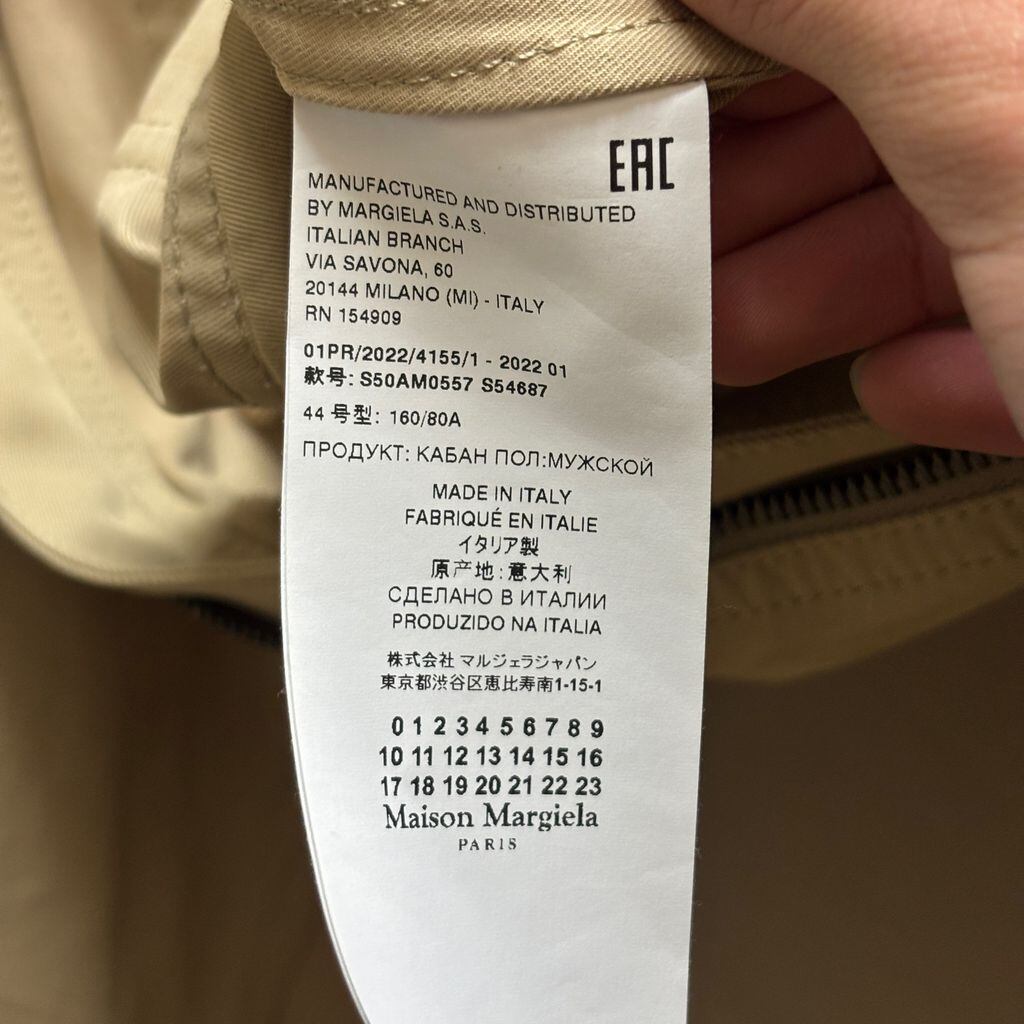 EAC
MANUFACTURED AND DISTRIBUTED
BY MARGIELA S.A.S.
ITALIAN BRANCH
VIA SAVONA, 60
20144 MILANO (MI) - ITALY
RN 154909
01PR/2022/4155/1 - 2022 01
款号: S50AM0557 S54687
44 号型: 160/80A
ПРОДУКТ: КАБАН ПОЛ:МУЖСКОЙ
MADE IN ITALY
FABRIQUÉ EN ITALIE
イタリア製
原产地:意大利
СДЕЛАНО В ИТАЛИИ
PRODUZIDO NA ITALIA
株式会社 マルジェラジャパン
東京都渋谷区恵比寿南1-15-1
0 1 2 3 4 5 6 7 8 9
10 11 12 13 14 15 16
17 18 19 20 21 22 23
Maison Margiela
PARIS